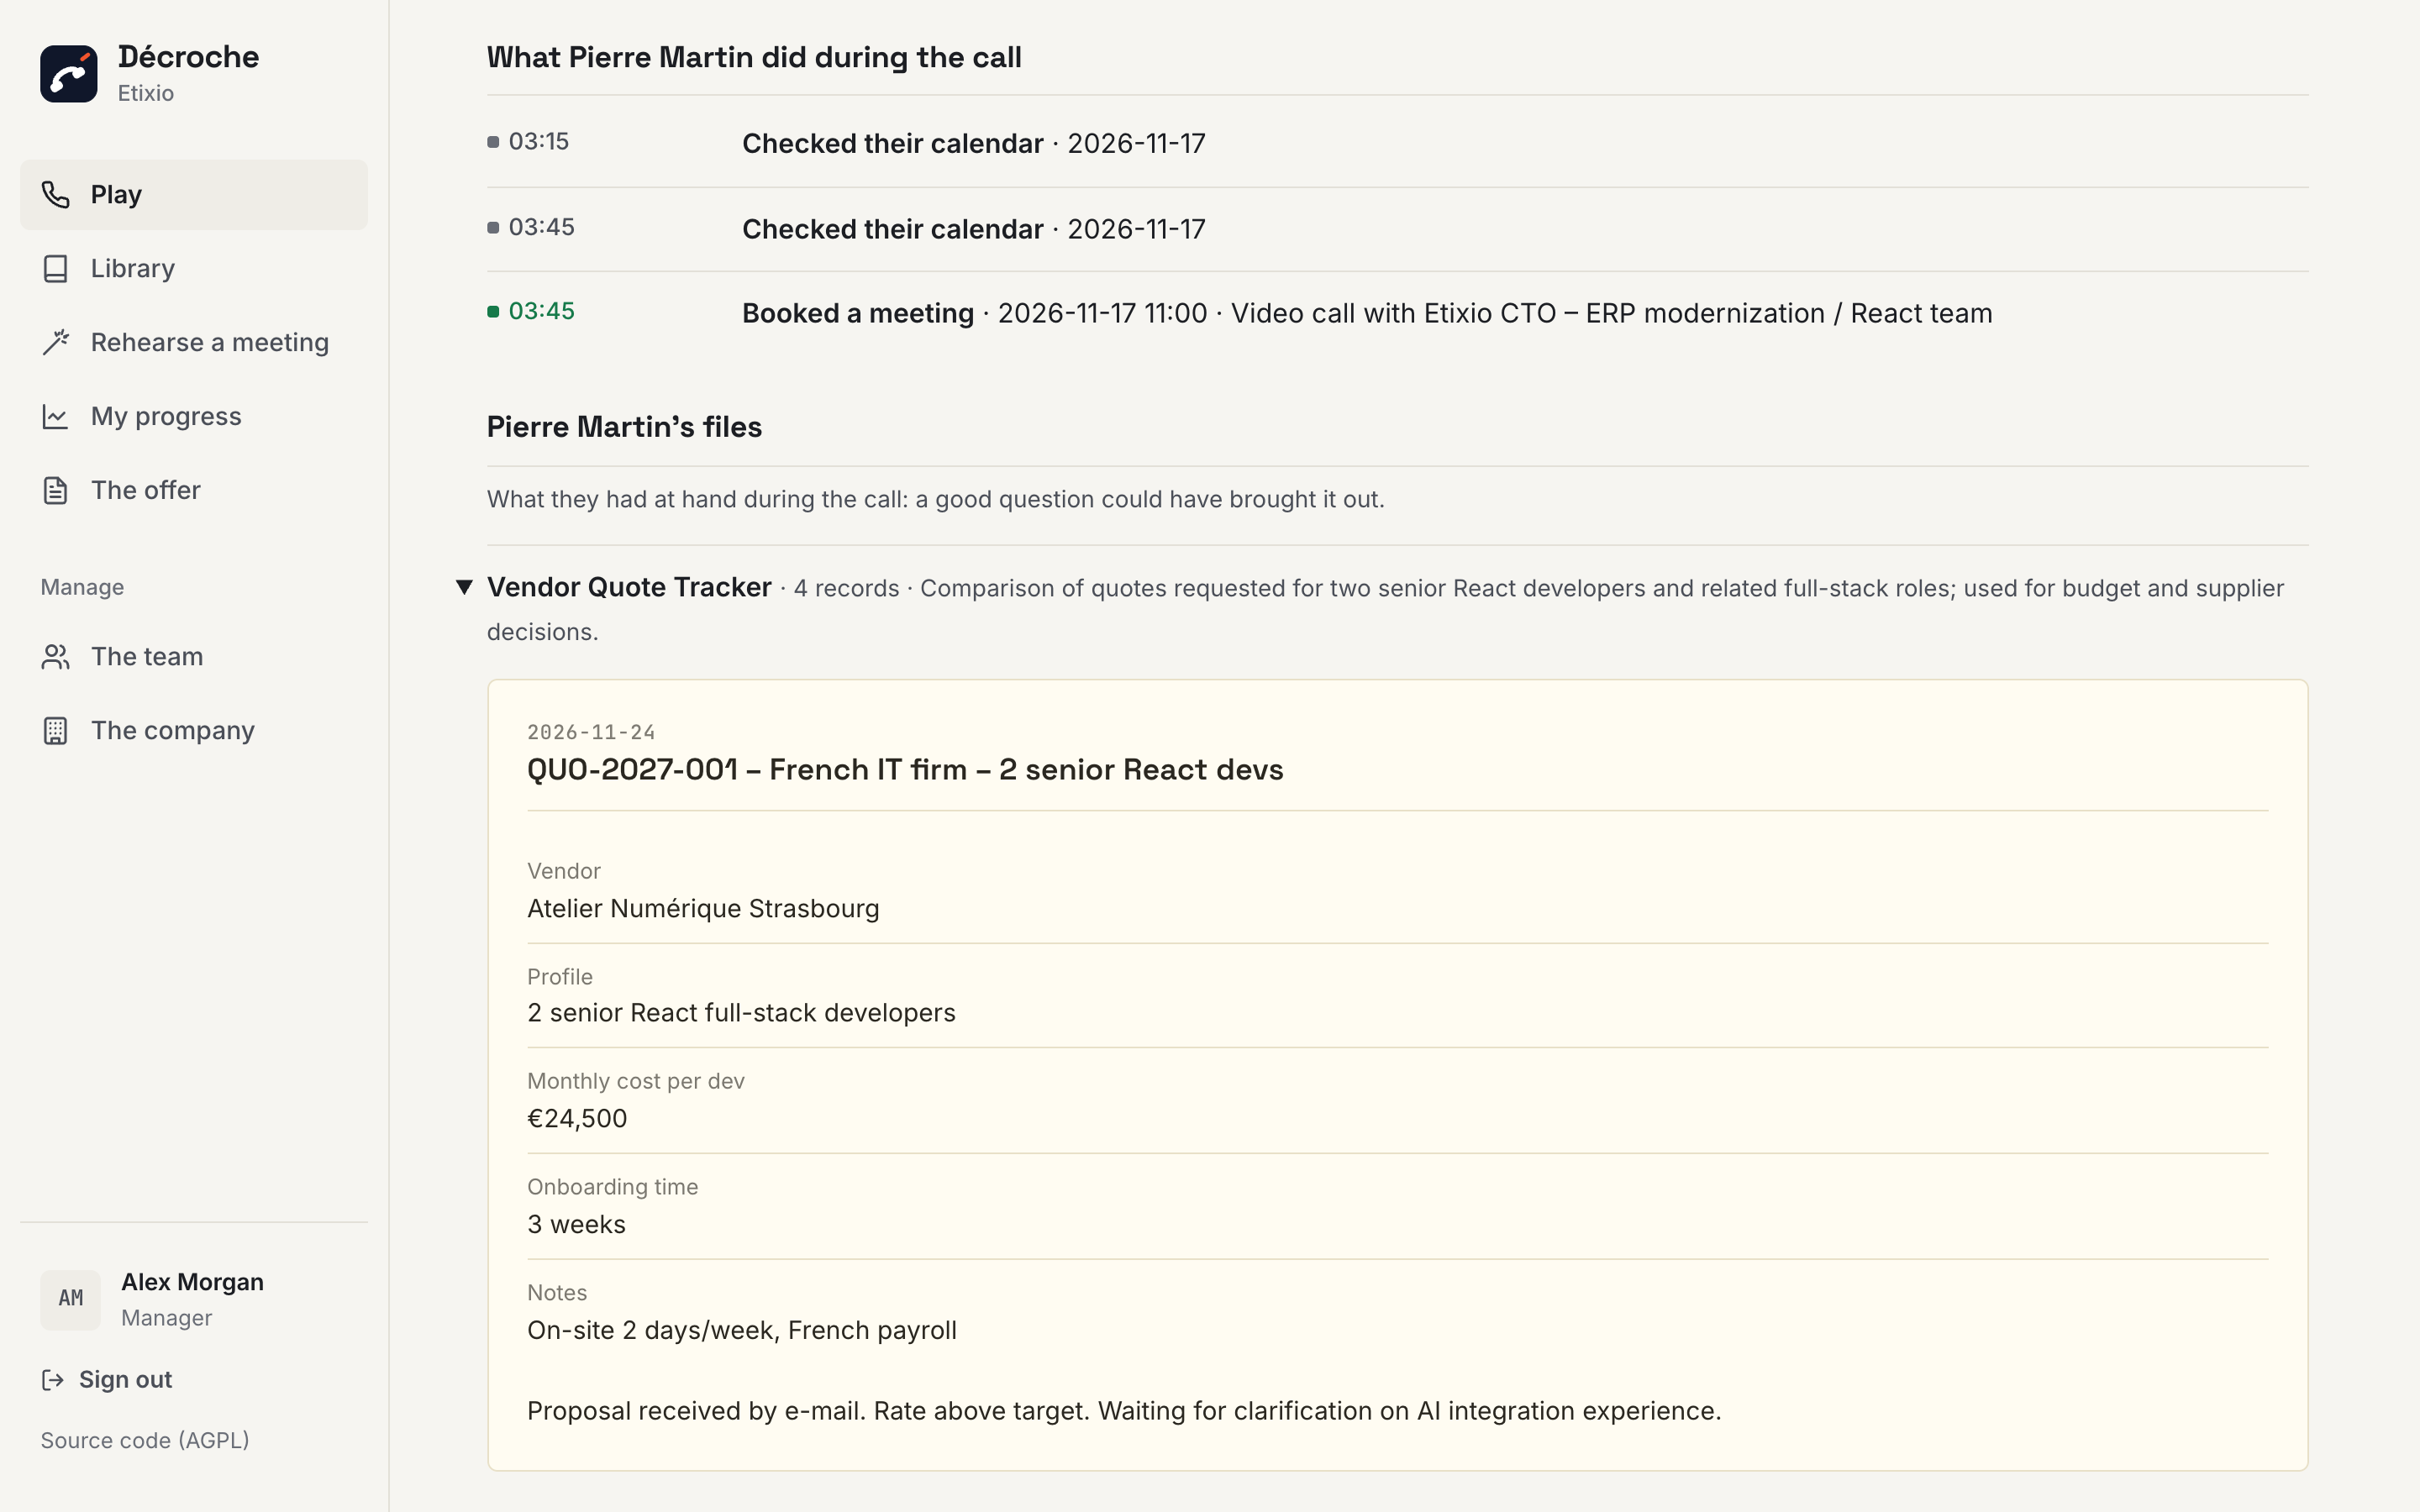 Décroche
Etixio
Play
Library
Rehearse a meeting
My progress
The offer
Manage
The team
The company
AM
Alex Morgan
Manager
Sign out
Source code (AGPL)
What Pierre Martin did during the call
03:15 Checked their calendar · 2026-11-17
03:45 Checked their calendar · 2026-11-17
03:45 Booked a meeting · 2026-11-17 11:00 · Video call with Etixio CTO – ERP modernization / React team
Pierre Martin’s files
What they had at hand during the call: a good question could have brought it out.
Vendor Quote Tracker · 4 records · Comparison of quotes requested for two senior React developers and related full-stack roles; used for budget and supplier
decisions.
2026-11-24
QUO-2027-001 – French IT firm – 2 senior React devs
Vendor
Atelier Numérique Strasbourg
Profile
2 senior React full-stack developers
Monthly cost per dev
€24,500
Onboarding time
3 weeks
Notes
On-site 2 days/week, French payroll
Proposal received by e-mail. Rate above target. Waiting for clarification on AI integration experience.